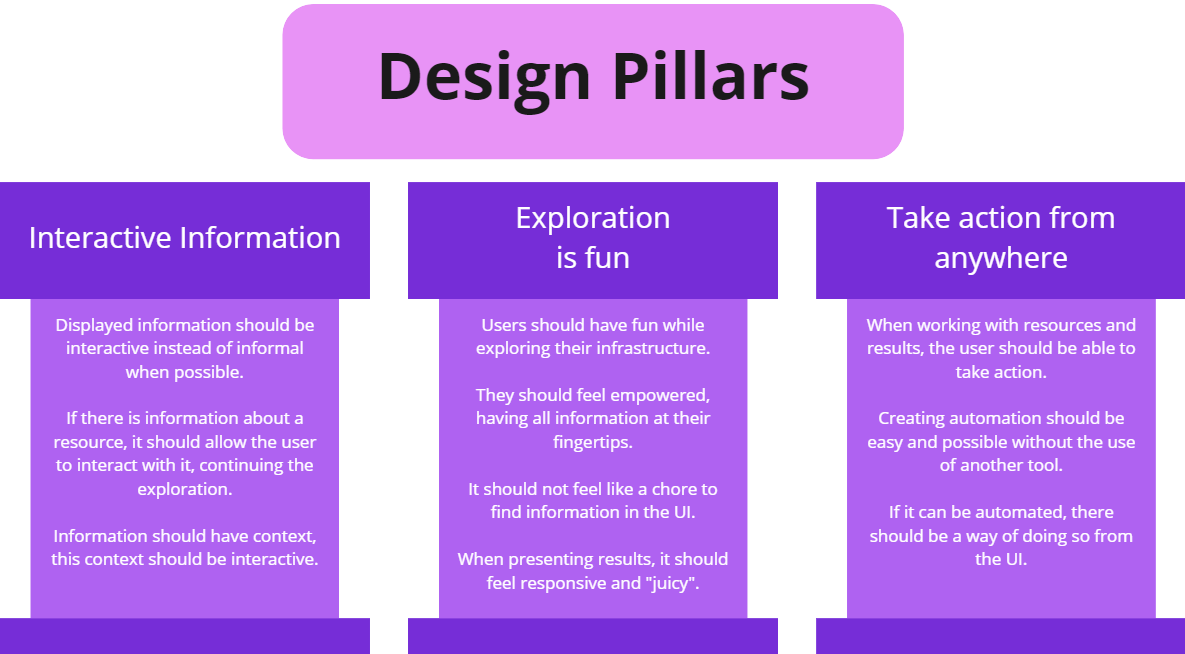 Design Pillars
Interactive Information
Displayed information should be
interactive instead of informal
when possible.
If there is information about a
resource, it should allow the user
to interact with it, continuing the
exploration.
Information should have context,
this context should be interactive.
Exploration
is fun
Users should have fun while
exploring their infrastructure.
They should feel empowered,
having all information at their
fingertips.
It should not feel like a chore to
find information in the UI.
When presenting results, it should
feel responsive and "juicy".
Take action from
anywhere
When working with resources and
results, the user should be able to
take action.
Creating automation should be
easy and possible without the use
of another tool.
If it can be automated, there
should be a way of doing so from
the UI.